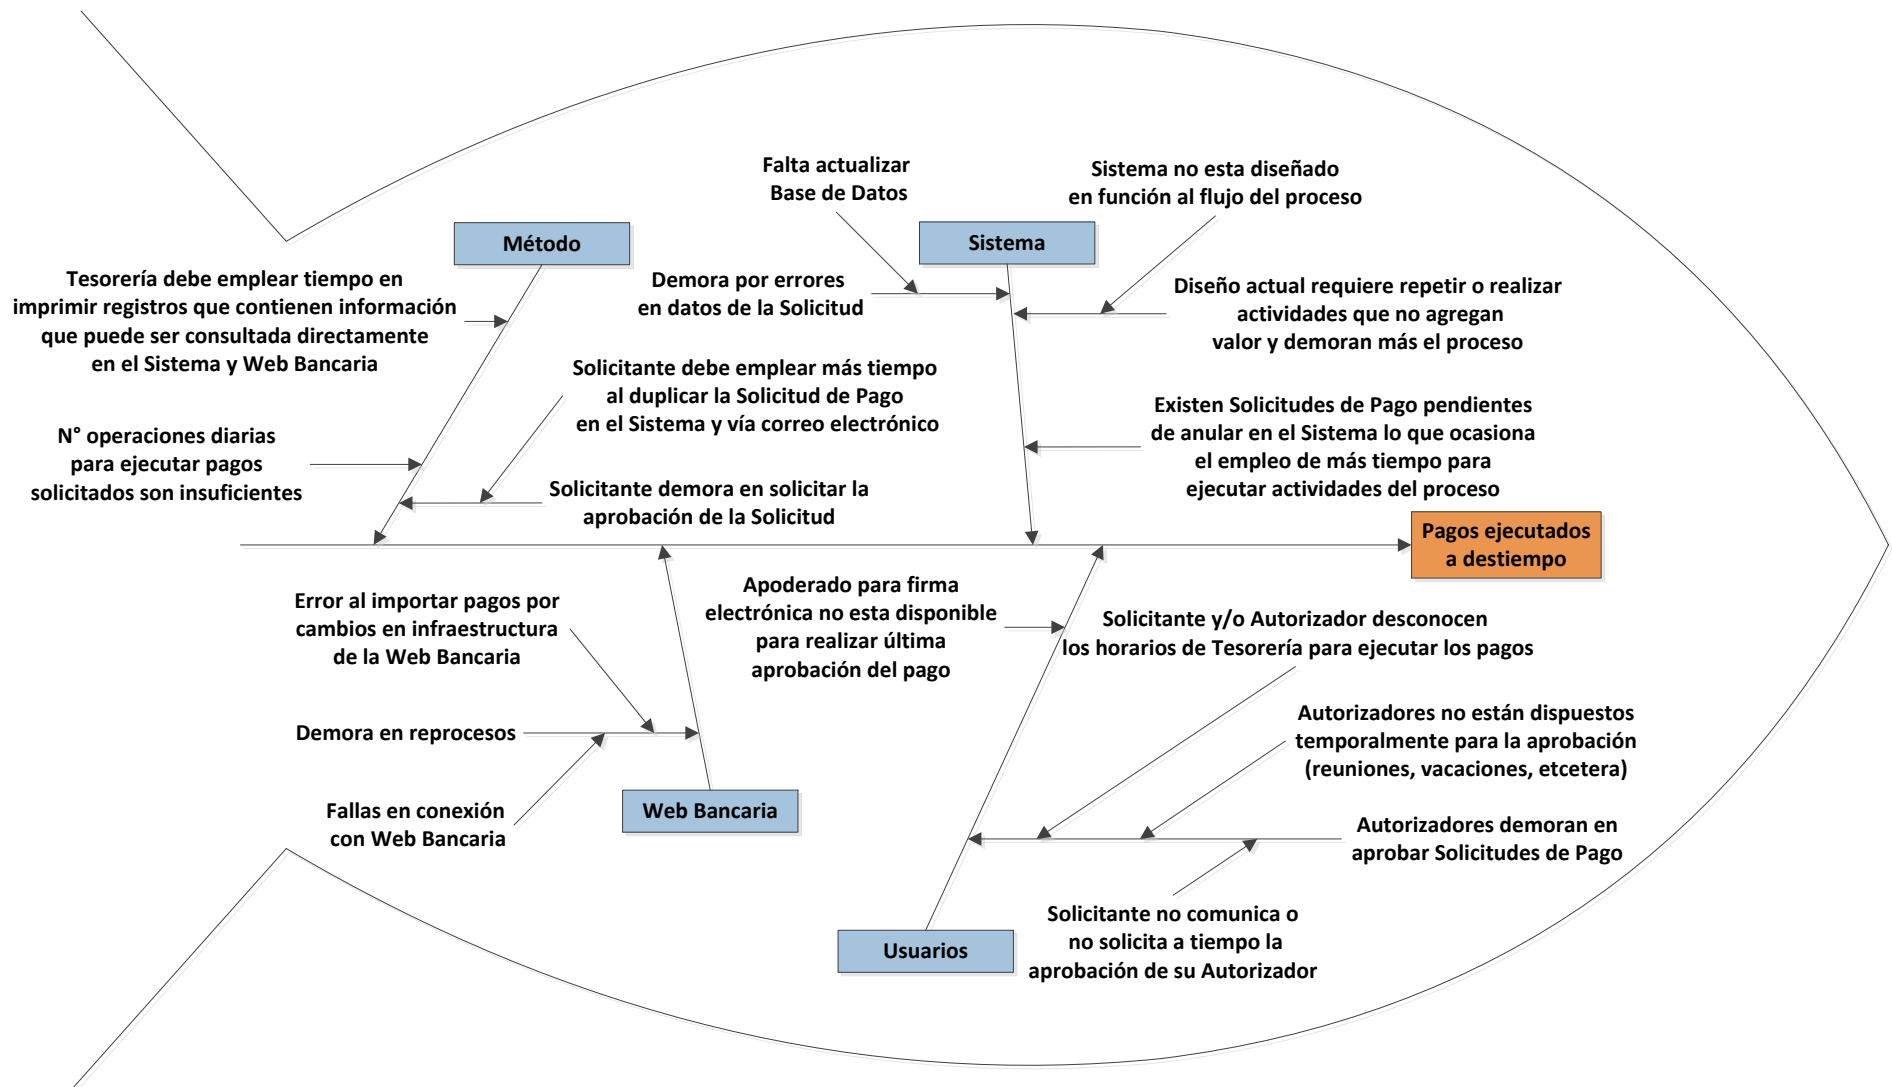 Falta actualizar
Base de Datos
Sistema no esta diseñado
en función al flujo del proceso
Método
Sistema
Tesorería debe emplear tiempo en
imprimir registros que contienen información
que puede ser consultada directamente
en el Sistema y Web Bancaria
Demora por errores
en datos de la Solicitud
Diseño actual requiere repetir o realizar
actividades que no agregan
valor y demoran más el proceso
Solicitante debe emplear más tiempo
al duplicar la Solicitud de Pago
en el Sistema y vía correo electrónico
Existen Solicitudes de Pago pendientes
de anular en el Sistema lo que ocasiona
el empleo de más tiempo para
ejecutar actividades del proceso
N° operaciones diarias
para ejecutar pagos
solicitados son insuficientes
Solicitante demora en solicitar la
aprobación de la Solicitud
Pagos ejecutados
a destiempo
Error al importar pagos por
cambios en infraestructura
de la Web Bancaria
Apoderado para firma
electrónica no esta disponible
para realizar última
aprobación del pago
Solicitante y/o Autorizador desconocen
los horarios de Tesorería para ejecutar los pagos
Demora en reprocesos
Autorizadores no están dispuestos
temporalmente para la aprobación
(reuniones, vacaciones, etcetera)
Fallas en conexión
con Web Bancaria
Web Bancaria
Autorizadores demoran en
aprobar Solicitudes de Pago
Solicitante no comunica o
no solicita a tiempo la
aprobación de su Autorizador
Usuarios